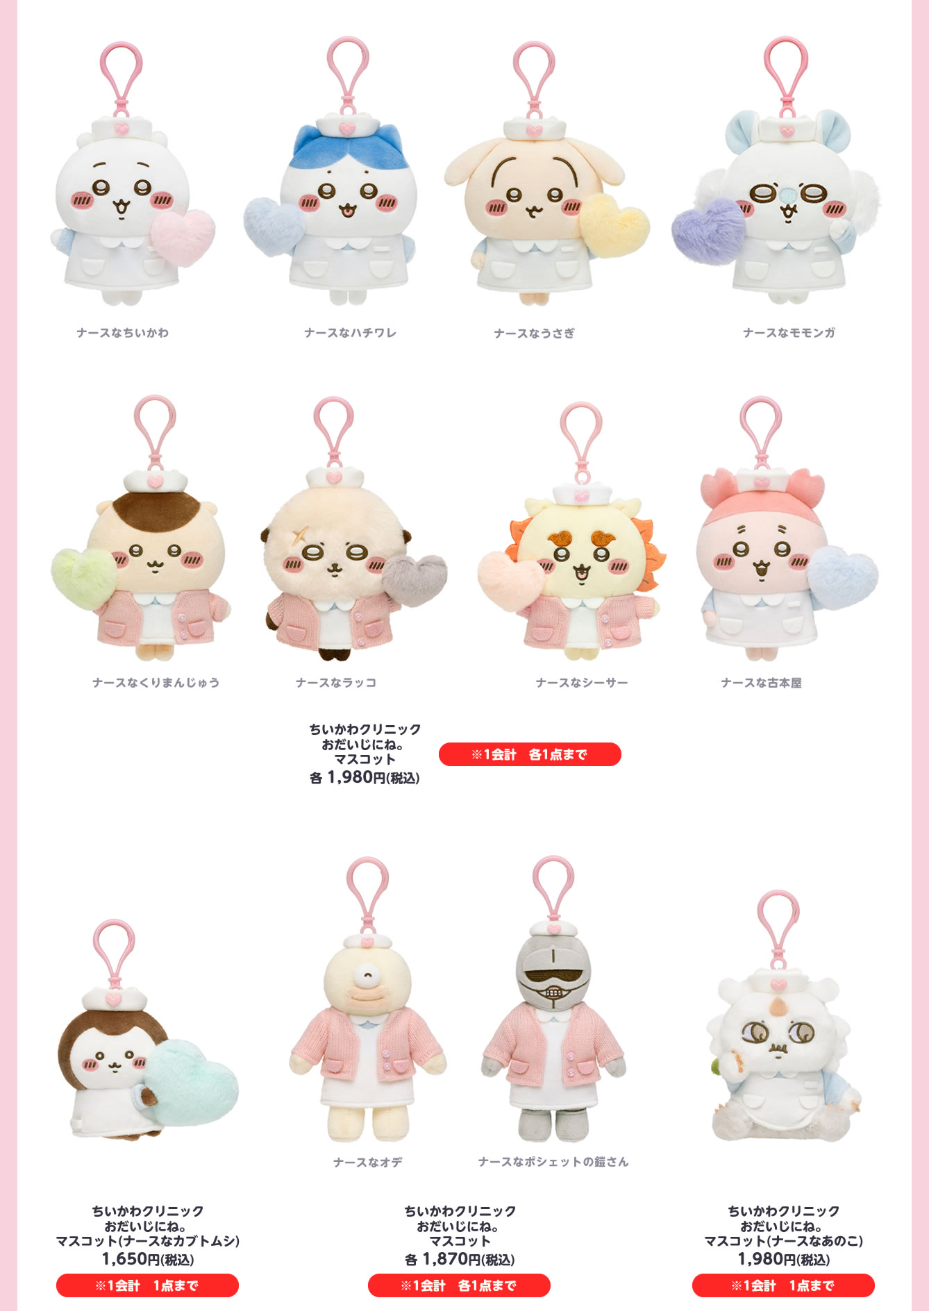 ナースなちいかわ
ナースなハチワレ
ナースなうさぎ
ナースなモモンガ
ナースなくりまんじゅう
ナースなラッコ
ナースなシーサー
ナースな古本屋
ちいかわクリニック
おだいじにね。
マスコット
各 1,980円(税込)
※1会計 各1点まで
ナースなオデ
ナースなポシェットの鎧さん
ちいかわクリニック
おだいじにね。
マスコット(ナースなカブトムシ)
1,650円(税込)
※1会計 1点まで
ちいかわクリニック
おだいじにね。
マスコット
各 1,870円(税込)
※1会計 各1点まで
ちいかわクリニック
おだいじにね。
マスコット(ナースなあのこ)
1,980円(税込)
※1会計 1点まで